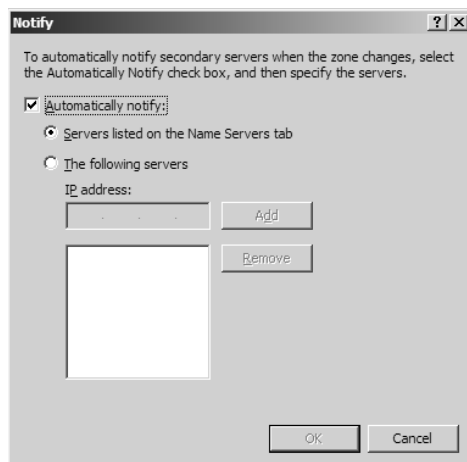 Notify
To automatically notify secondary servers when the zone changes, select
the Automatically Notify check box, and then specify the servers.
Automatically notify:
Servers listed on the Name Servers tab
The following servers
IP address:
Add
Remove
OK
Cancel